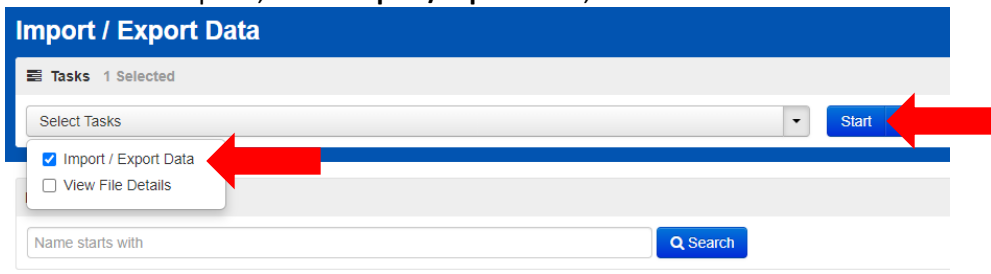 Import / Export Data
Tasks 1 Selected
Select Tasks
Start
Import / Export Data
View File Details
Name starts with
Search